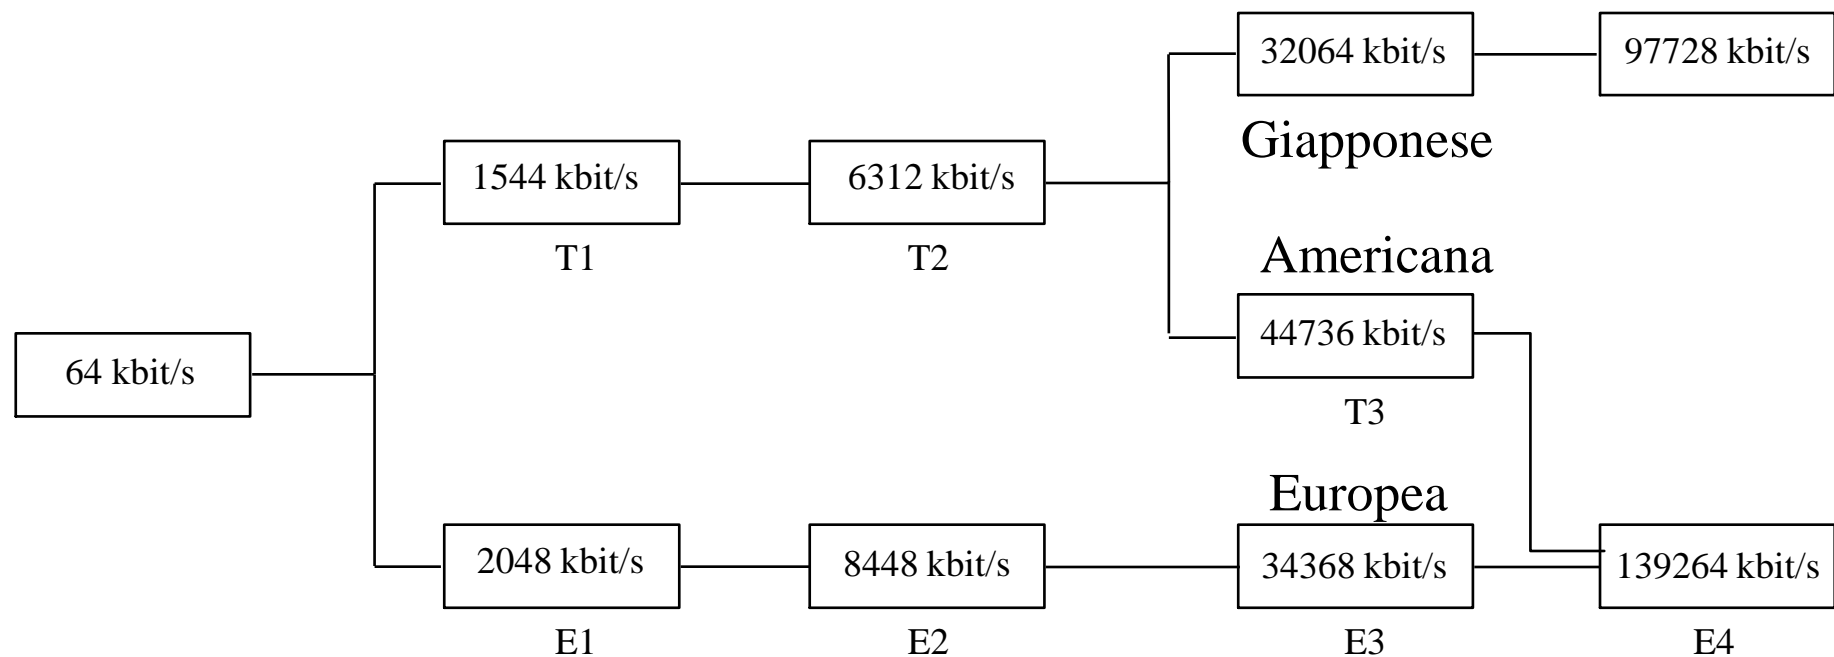 32064 kbit/s
97728 kbit/s
Giapponese
1544 kbit/s
6312 kbit/s
T1
T2
Americana
44736 kbit/s
T3
64 kbit/s
Europea
2048 kbit/s
8448 kbit/s
34368 kbit/s
139264 kbit/s
E1
E2
E3
E4